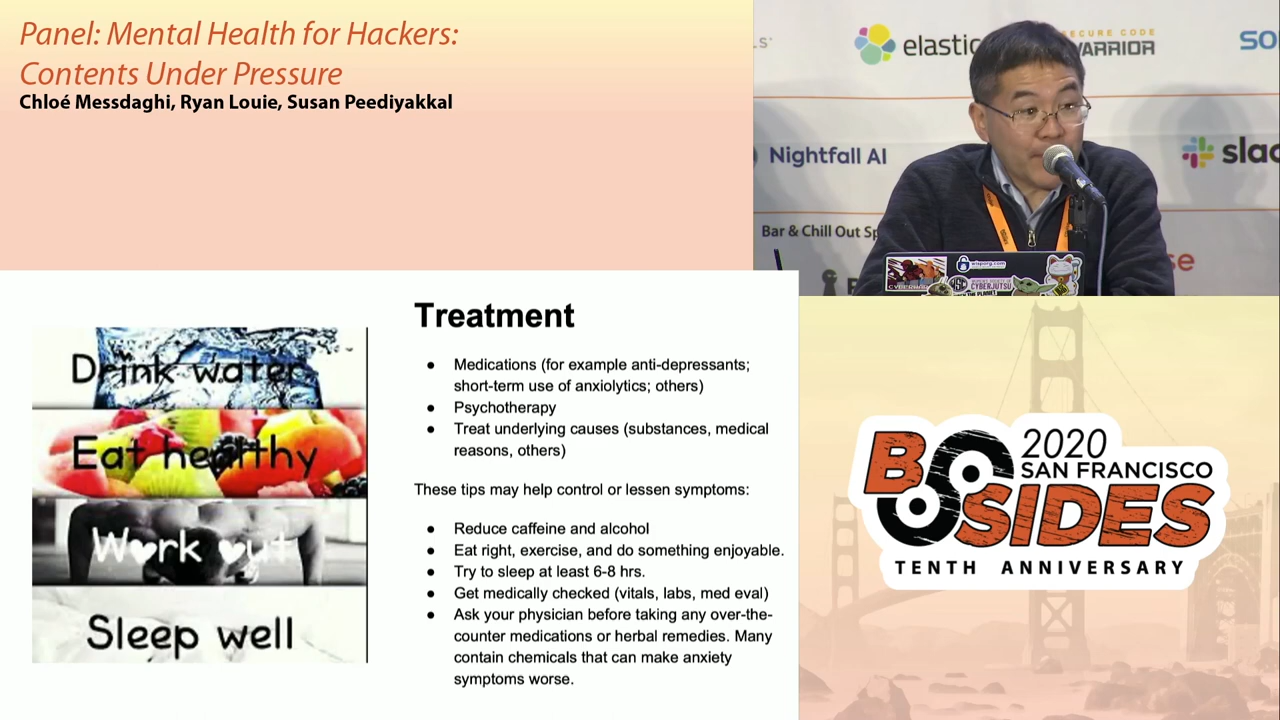 Panel: Mental Health for Hackers:
Contents Under Pressure
Chloé Messdaghi, Ryan Louie, Susan Peediyakkal
elastic
SECURE CODE
WARRIOR
Nightfall AI
slac
Bar & Chill Out Sp
wisporg.com
CYBERJUTSU
Drink water
Eat healthy
Work out
Sleep well
Treatment
● Medications (for example anti-depressants;
short-term use of anxiolytics; others)
● Psychotherapy
● Treat underlying causes (substances, medical
reasons, others)
These tips may help control or lessen symptoms:
● Reduce caffeine and alcohol
● Eat right, exercise, and do something enjoyable.
● Try to sleep at least 6-8 hrs.
● Get medically checked (vitals, labs, med eval)
● Ask your physician before taking any over-the-
counter medications or herbal remedies. Many
contain chemicals that can make anxiety
symptoms worse.
2020
SAN FRANCISCO
BSIDES
TENTH ANNIVERSARY